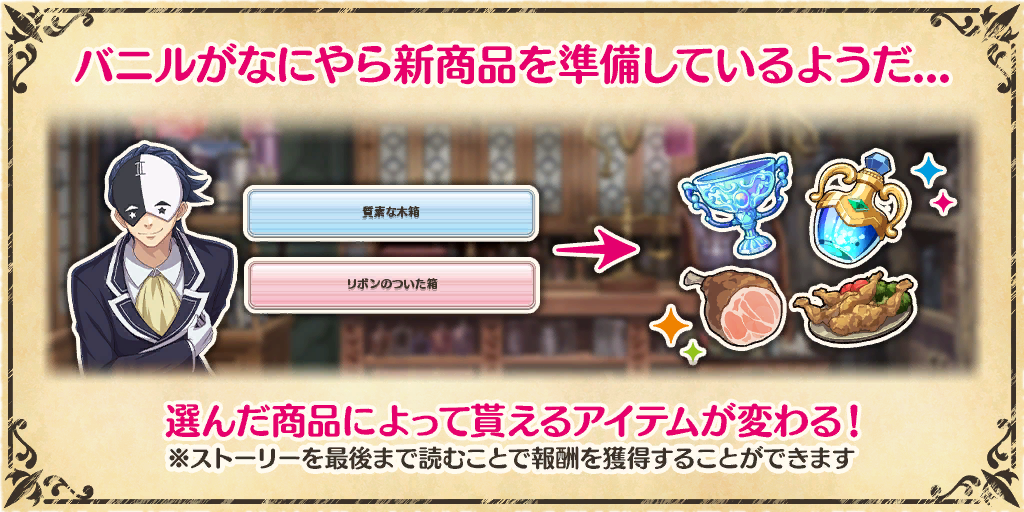 バニルがなにやら新商品を準備しているようだ...
質素な木箱
リボンのついた箱
選んだ商品によって貰えるアイテムが変わる！
※ストーリーを最後まで読むことで報酬を獲得することができます